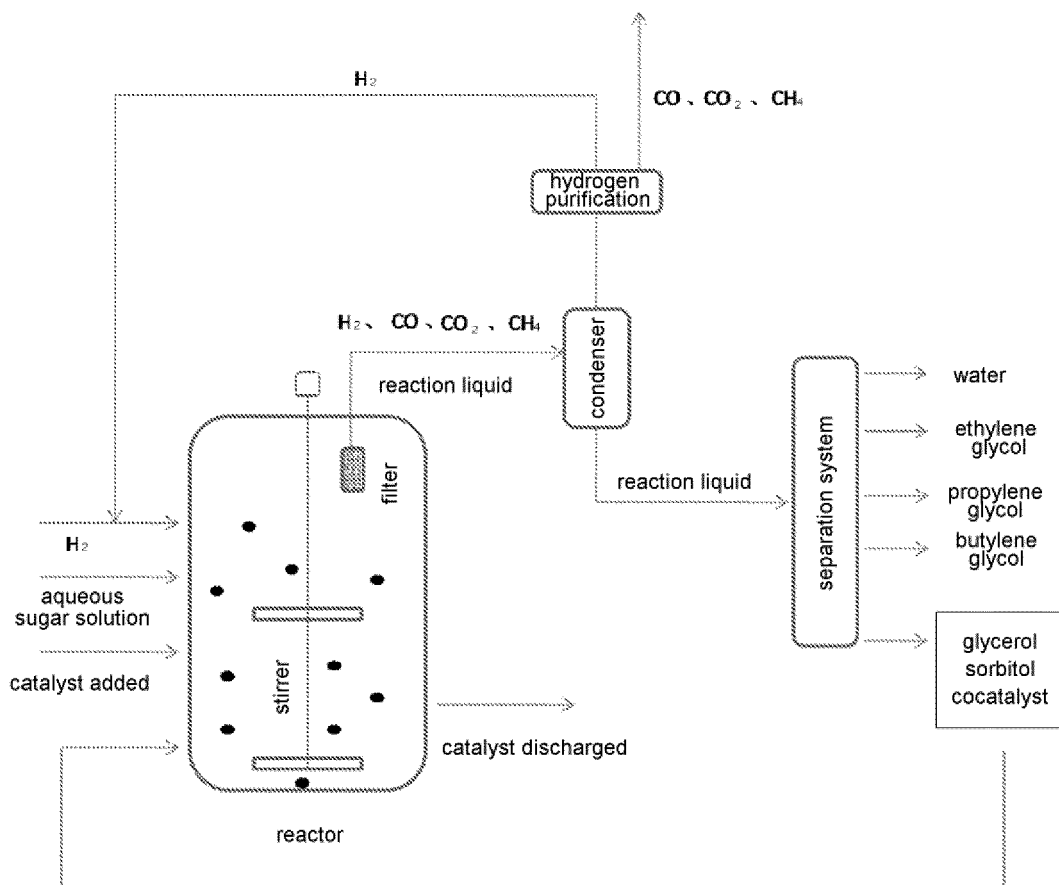 H₂
CO、CO₂、CH₄
hydrogen
purification
H₂、CO、CO₂、CH₄
condenser
reaction liquid
water
ethylene
glycol
filter
reaction liquid
separation system
propylene
glycol
H₂
butylene
glycol
aqueous
sugar solution
stirrer
glycerol
sorbitol
cocatalyst
catalyst added
catalyst discharged
reactor